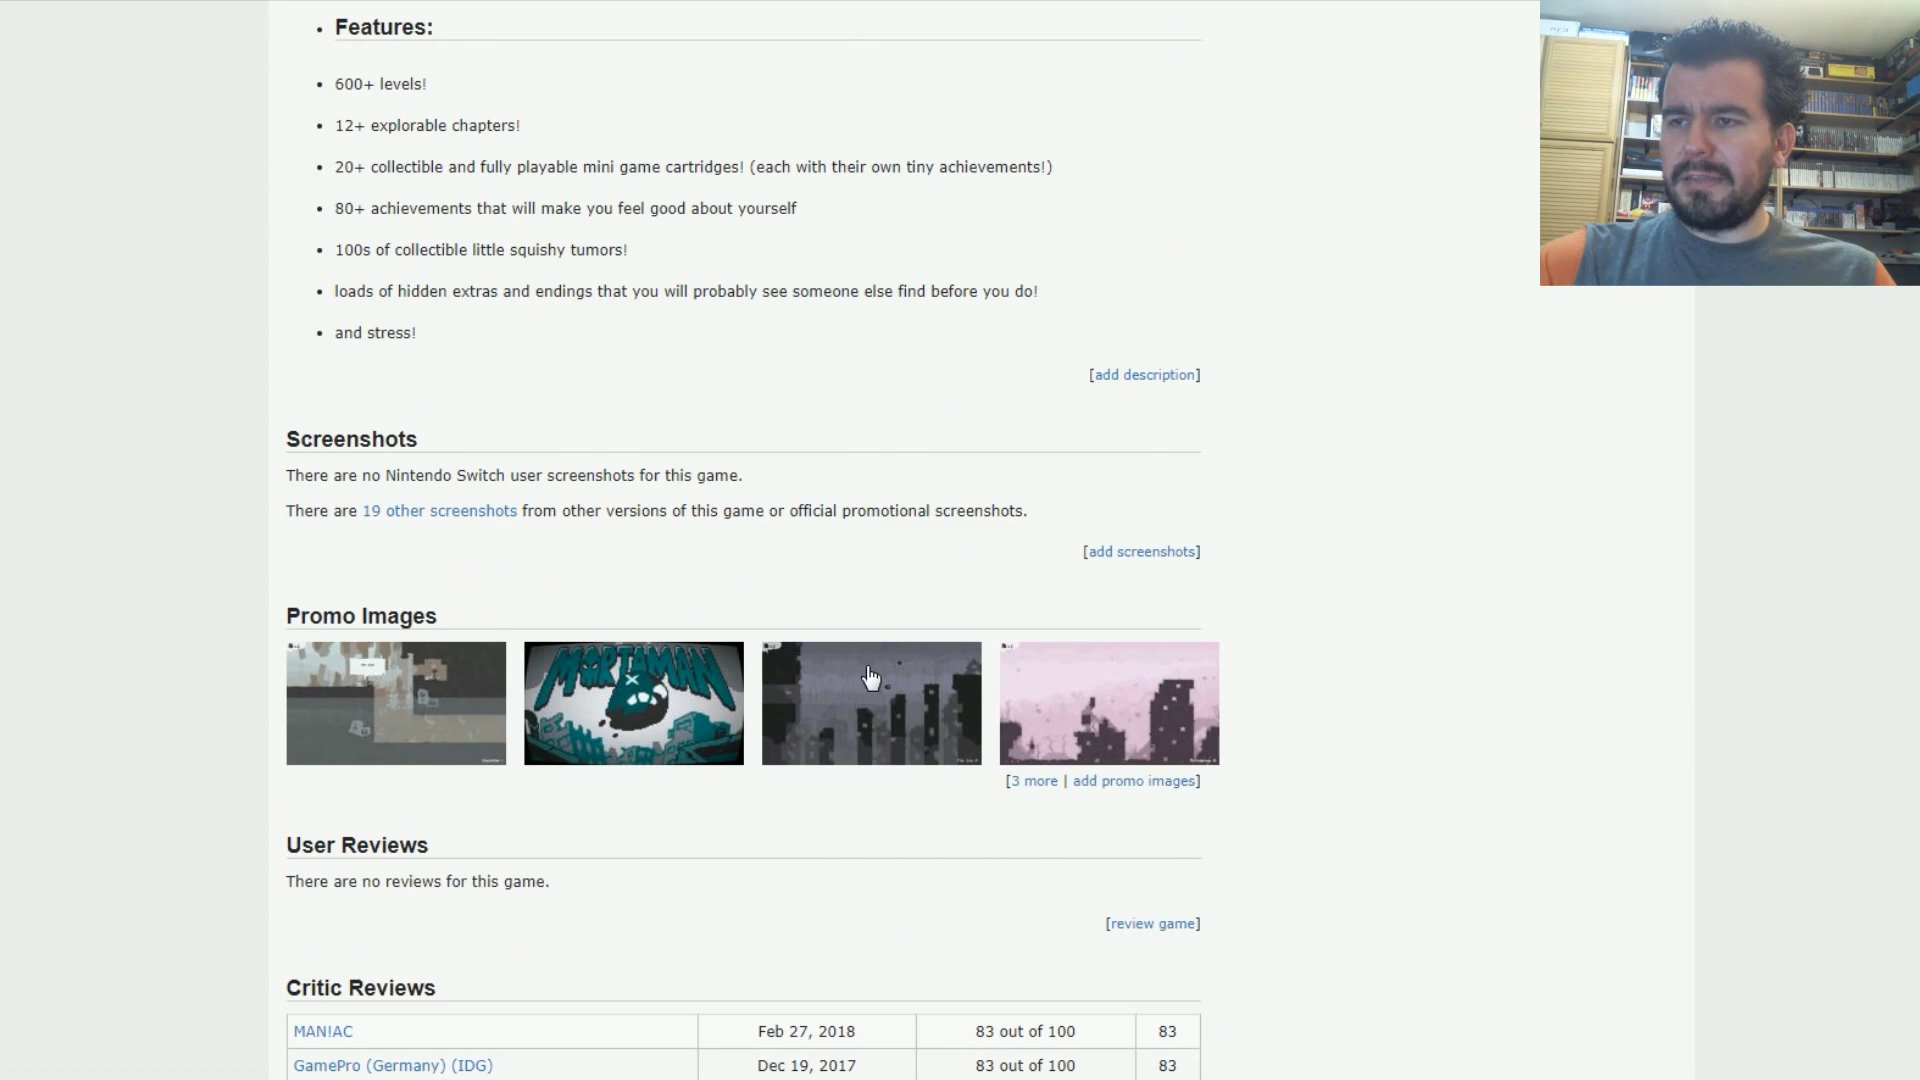 Features:
600+ levels!
12+ explorable chapters!
20+ collectible and fully playable mini game cartridges! (each with their own tiny achievements!)
80+ achievements that will make you feel good about yourself
100s of collectible little squishy tumors!
loads of hidden extras and endings that you will probably see someone else find before you do!
and stress!
[add description]
Screenshots
There are no Nintendo Switch user screenshots for this game.
There are 19 other screenshots from other versions of this game or official promotional screenshots.
[add screenshots]
Promo Images
MORTAMAN
[3 more | add promo images]
User Reviews
There are no reviews for this game.
[review game]
Critic Reviews
MAN!AC Feb 27, 2018 83 out of 100 83
GamePro (Germany) (IDG) Dec 19, 2017 83 out of 100 83